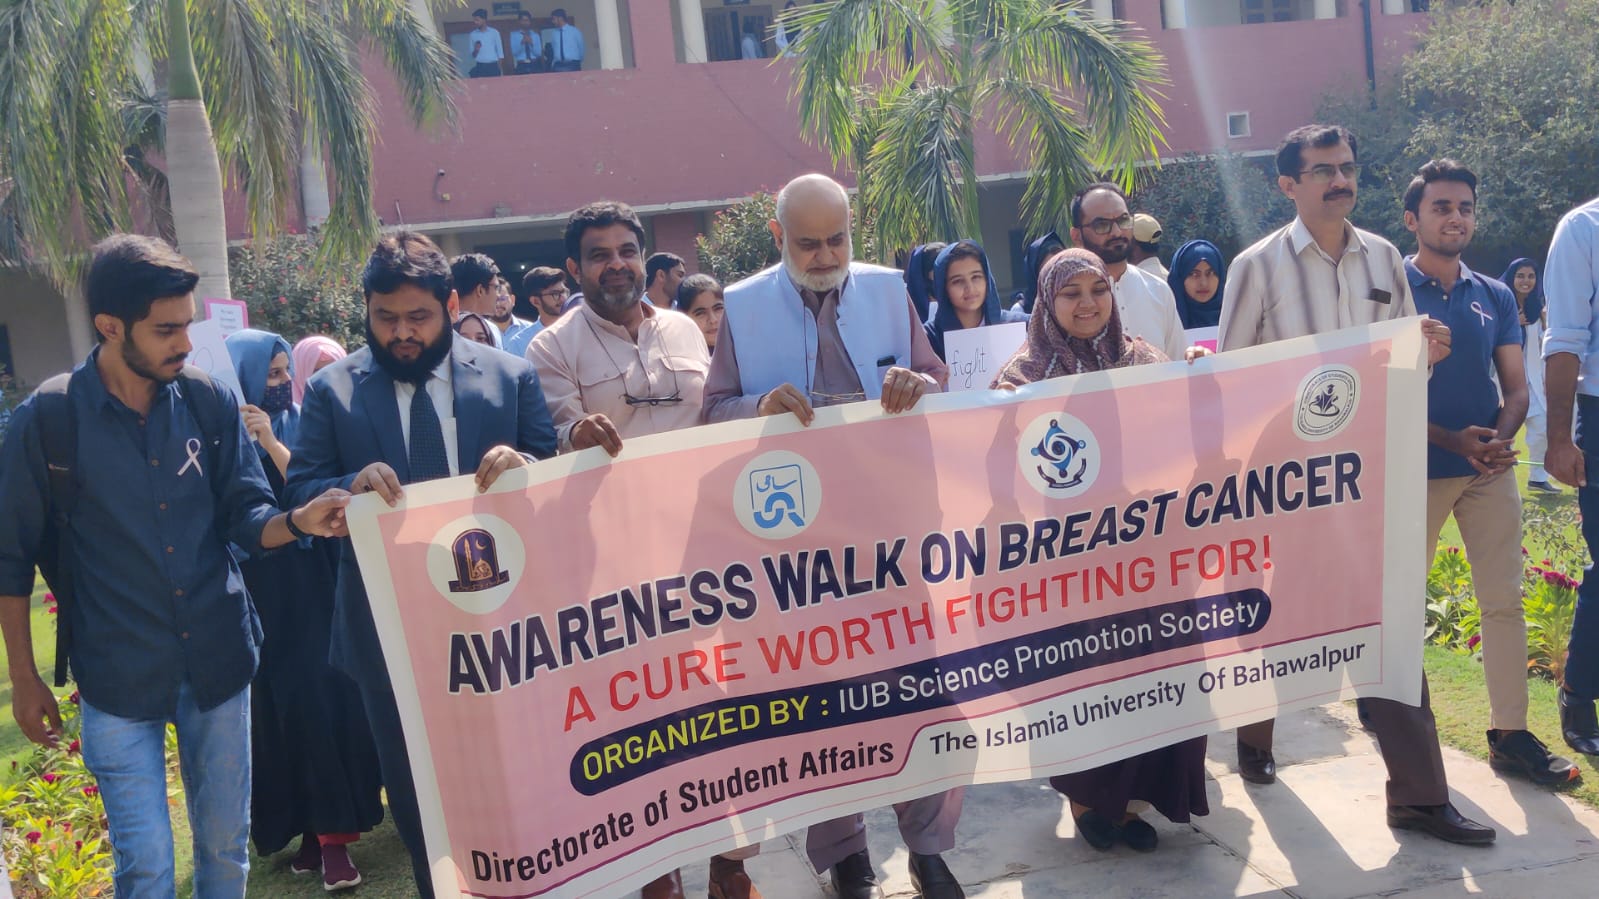 fight
ساقی
AWARENESS WALK ON BREAST CANCER
A CURE WORTH FIGHTING FOR!
ORGANIZED BY : IUB Science Promotion Society
Directorate of Student Affairs
The Islamia University Of Bahawalpur